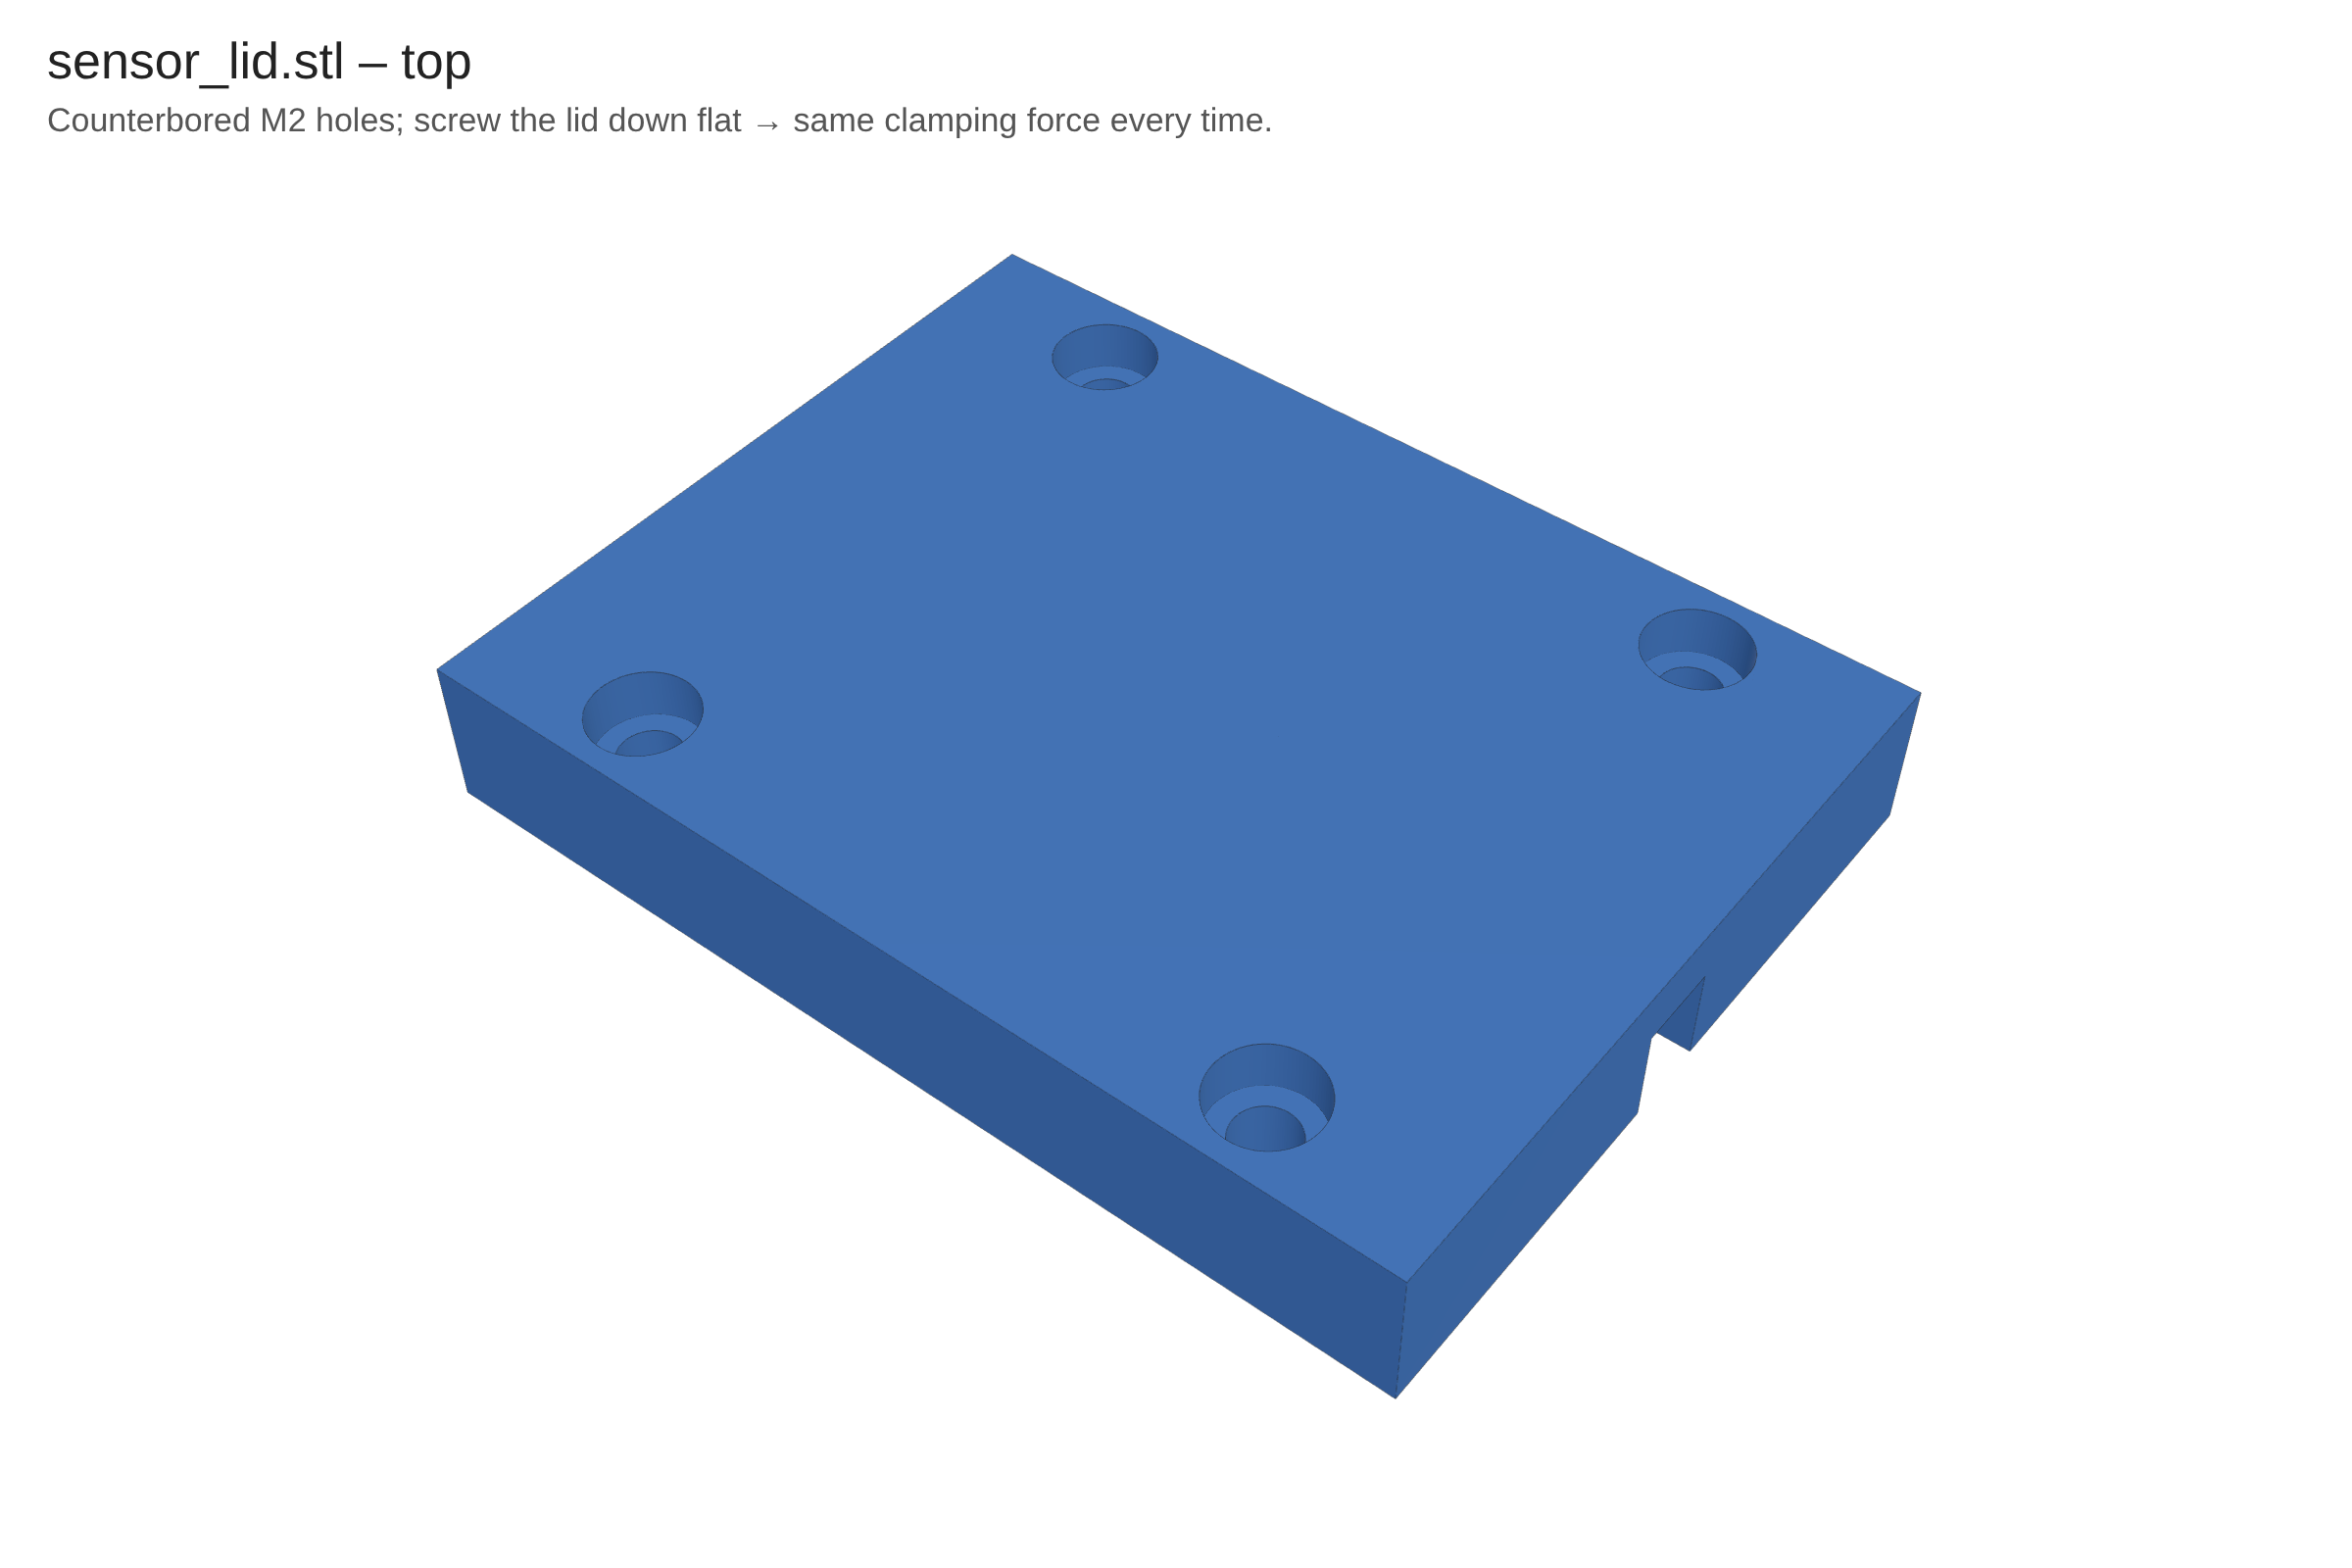 sensor_lid.stl – top
Counterbored M2 holes; screw the lid down flat → same clamping force every time.